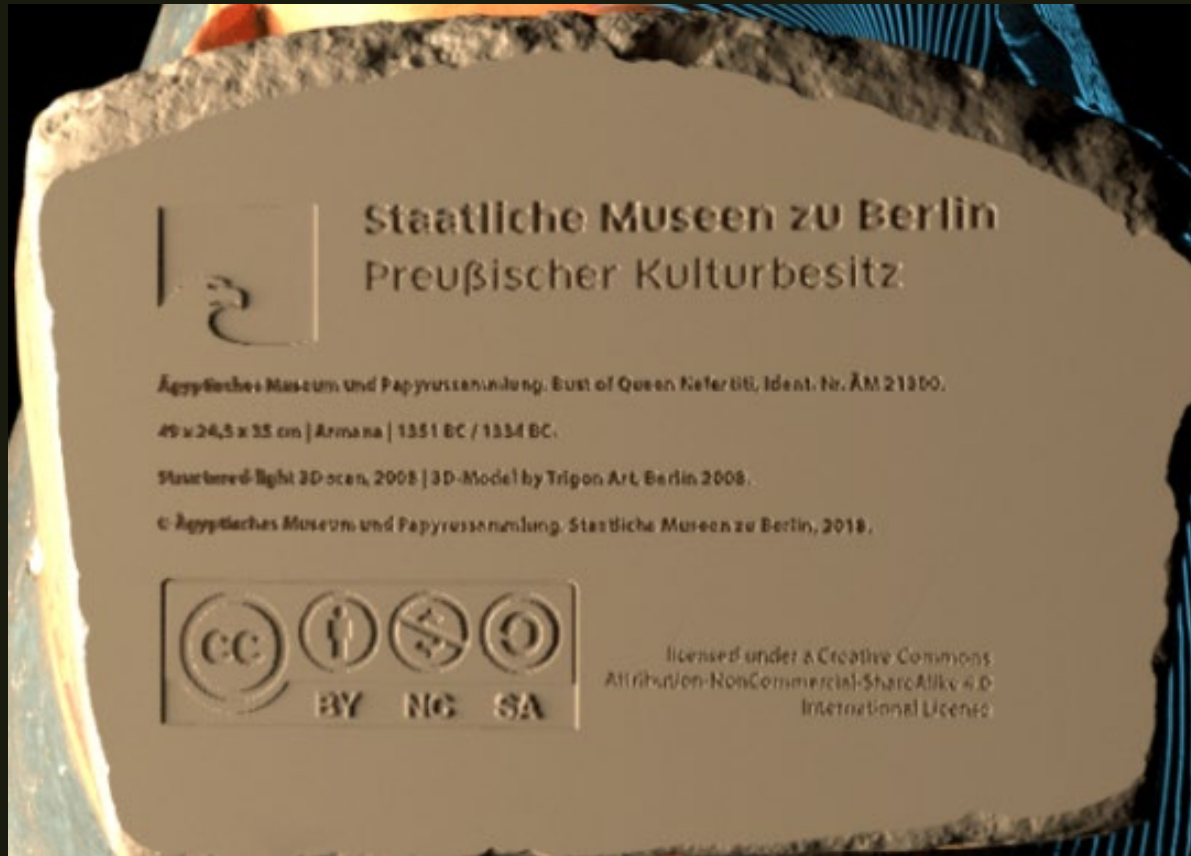 Staatliche Museen zu Berlin
Preußischer Kulturbesitz
Ägyptisches Museum und Papyrussammlung. Bust of Queen Nefertiti, Ident. Nr. ÄM 21300.
49 x 24,5 x 35 cm | Armana | 1351 BC / 1334 BC.
Structured-light 3D scan, 2008 | 3D-Model by Tripon Art, Berlin 2008.
© Ägyptisches Museum und Papyrussammlung. Staatliche Museen zu Berlin, 2018.
cc
BY NC SA
licensed under a Creative Commons
Attribution-NonCommercial-ShareAlike 4.0
International License